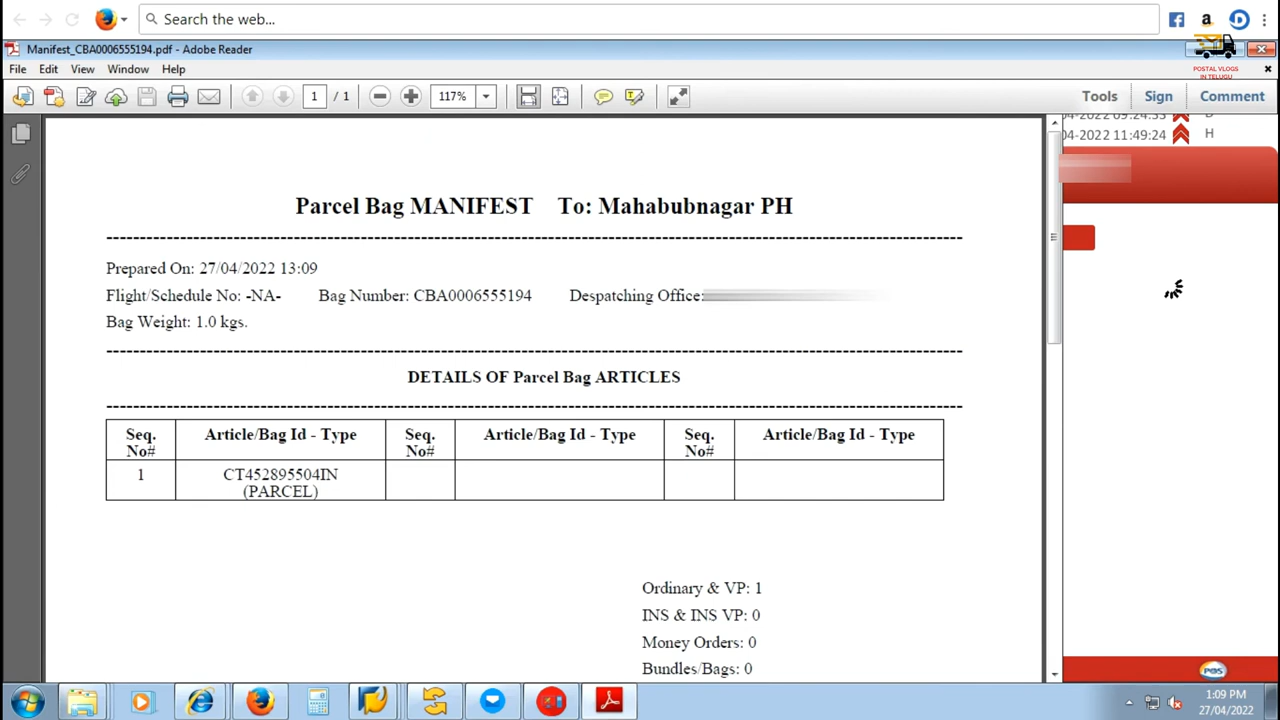 Search the web...
Manifest_CBA0006555194.pdf - Adobe Reader
POSTAL VLOGS
IN TELUGU
File Edit View Window Help
1 / 1 117% Tools Sign Comment
04-2022 11:49:24 H
Parcel Bag MANIFEST To: Mahabubnagar PH
Prepared On: 27/04/2022 13:09
Flight/Schedule No: -NA- Bag Number: CBA0006555194 Despatching Office:
Bag Weight: 1.0 kgs.
DETAILS OF Parcel Bag ARTICLES
Seq. No# Article/Bag Id - Type Seq. No# Article/Bag Id - Type Seq. No# Article/Bag Id - Type
1 CT452895504IN
(PARCEL)
Ordinary & VP: 1
INS & INS VP: 0
Money Orders: 0
Bundles/Bags: 0
POS
1:09 PM
27/04/2022